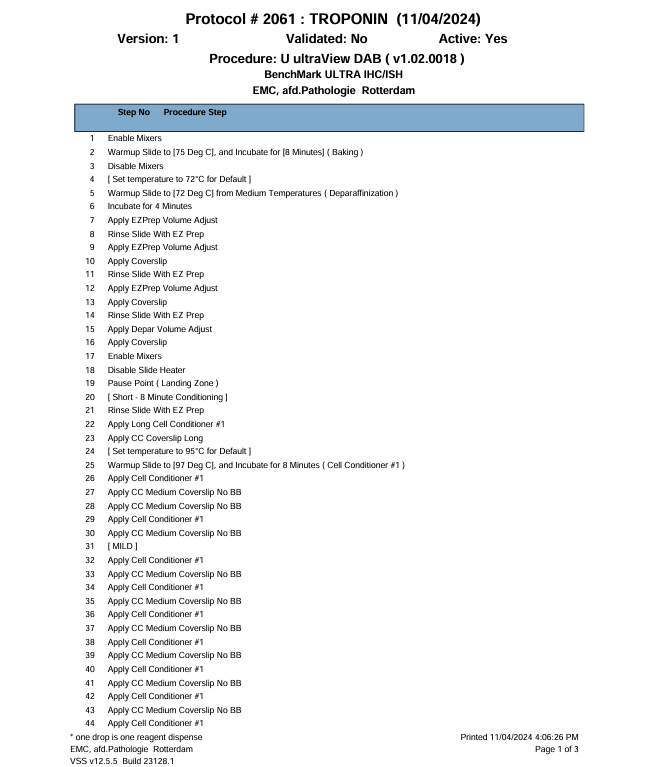 Protocol # 2061 : TROPONIN (11/04/2024)
Version: 1 Validated: No Active: Yes
Procedure: U ultraView DAB ( v1.02.0018 )
BenchMark ULTRA IHC/ISH
EMC, afd.Pathologie Rotterdam
Step No Procedure Step
1 Enable Mixers
2 Warmup Slide to [75 Deg C], and Incubate for [8 Minutes] ( Baking )
3 Disable Mixers
4 [ Set temperature to 72°C for Default ]
5 Warmup Slide to [72 Deg C] from Medium Temperatures ( Deparaffinization )
6 Incubate for 4 Minutes
7 Apply EZPrep Volume Adjust
8 Rinse Slide With EZ Prep
9 Apply EZPrep Volume Adjust
10 Apply Coverslip
11 Rinse Slide With EZ Prep
12 Apply EZPrep Volume Adjust
13 Apply Coverslip
14 Rinse Slide With EZ Prep
15 Apply Depar Volume Adjust
16 Apply Coverslip
17 Enable Mixers
18 Disable Slide Heater
19 Pause Point ( Landing Zone )
20 [ Short - 8 Minute Conditioning ]
21 Rinse Slide With EZ Prep
22 Apply Long Cell Conditioner #1
23 Apply CC Coverslip Long
24 [ Set temperature to 95°C for Default ]
25 Warmup Slide to [97 Deg C], and Incubate for 8 Minutes ( Cell Conditioner #1 )
26 Apply Cell Conditioner #1
27 Apply CC Medium Coverslip No BB
28 Apply CC Medium Coverslip No BB
29 Apply Cell Conditioner #1
30 Apply CC Medium Coverslip No BB
31 [ MILD ]
32 Apply Cell Conditioner #1
33 Apply CC Medium Coverslip No BB
34 Apply Cell Conditioner #1
35 Apply CC Medium Coverslip No BB
36 Apply Cell Conditioner #1
37 Apply CC Medium Coverslip No BB
38 Apply Cell Conditioner #1
39 Apply CC Medium Coverslip No BB
40 Apply Cell Conditioner #1
41 Apply CC Medium Coverslip No BB
42 Apply Cell Conditioner #1
43 Apply CC Medium Coverslip No BB
44 Apply Cell Conditioner #1
* one drop is one reagent dispense Printed 11/04/2024 4:06:26 PM
EMC, afd.Pathologie Rotterdam Page 1 of 3
VSS v12.5.5 Build 23128.1